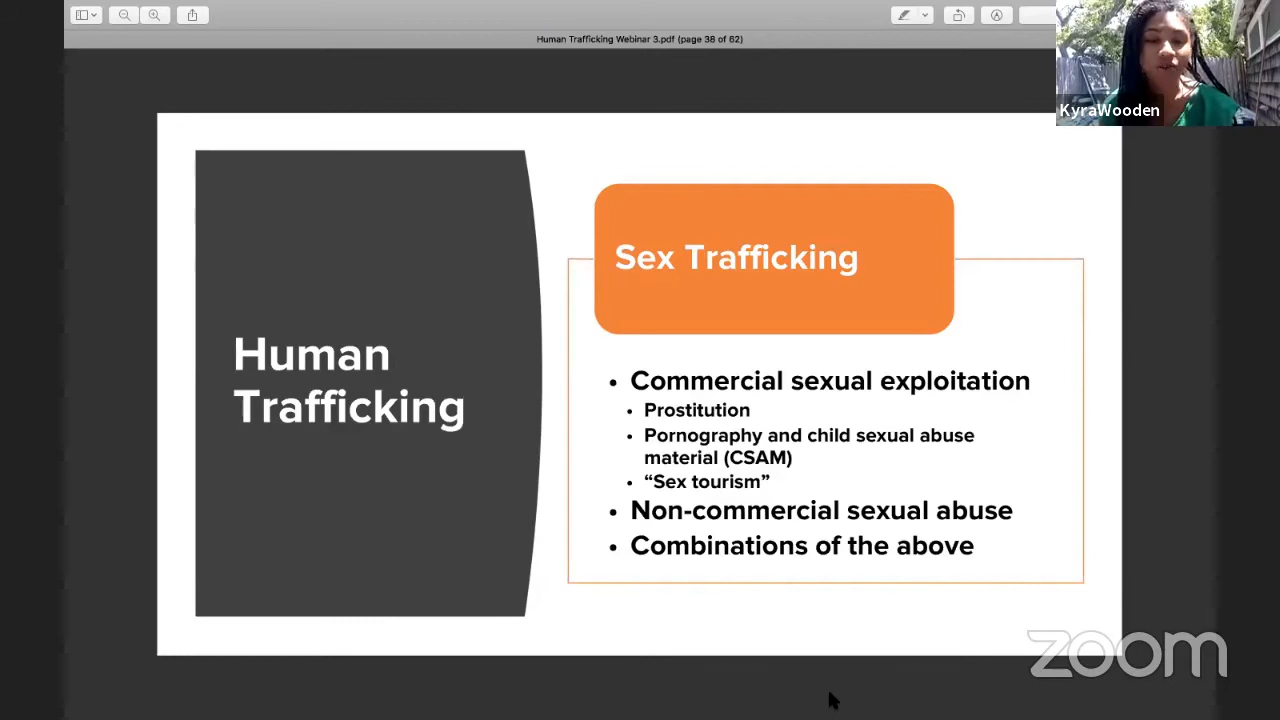 Human Trafficking Webinar 3.pdf (page 38 of 62)
KyraWooden
Human
Trafficking
Sex Trafficking
• Commercial sexual exploitation
• Prostitution
• Pornography and child sexual abuse
material (CSAM)
• “Sex tourism”
• Non-commercial sexual abuse
• Combinations of the above
zoom